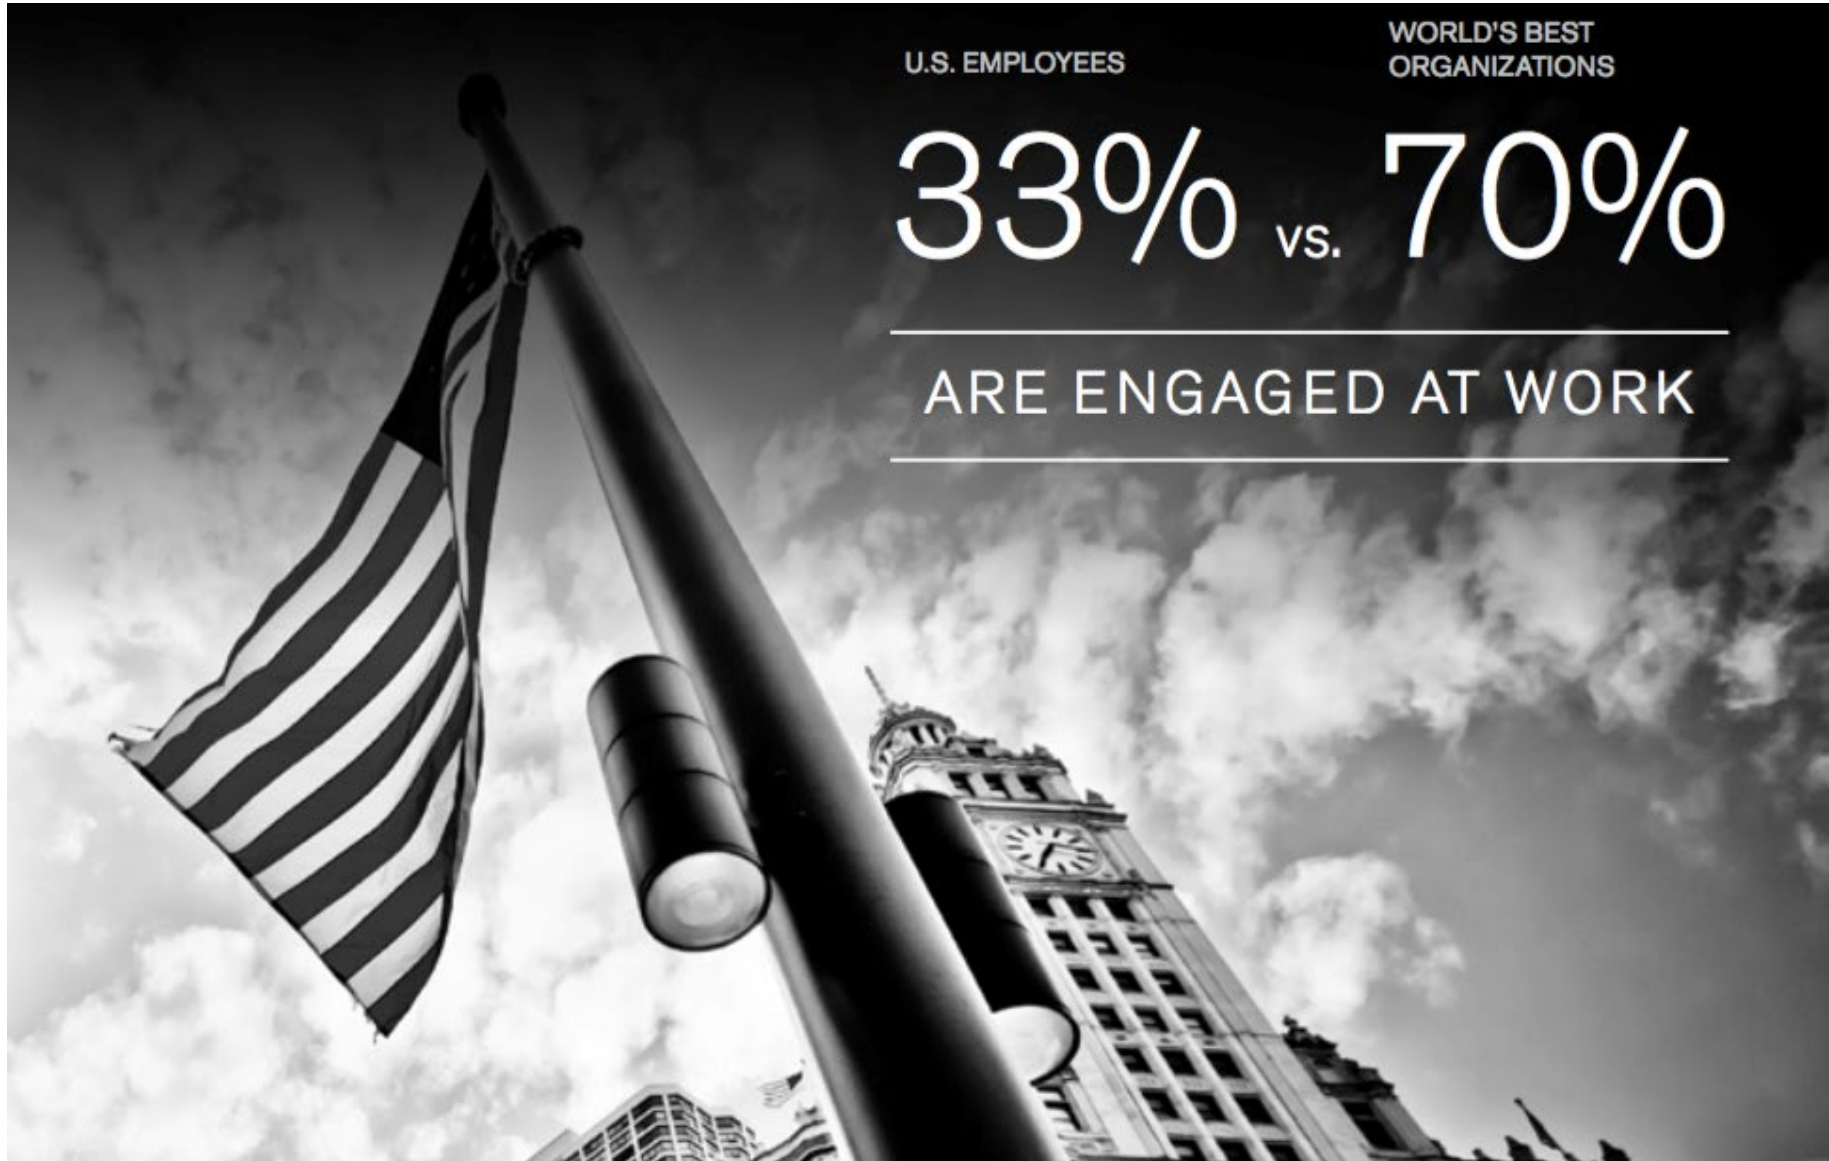 U.S. EMPLOYEES
WORLD'S BEST
ORGANIZATIONS
33% vs. 70%
ARE ENGAGED AT WORK